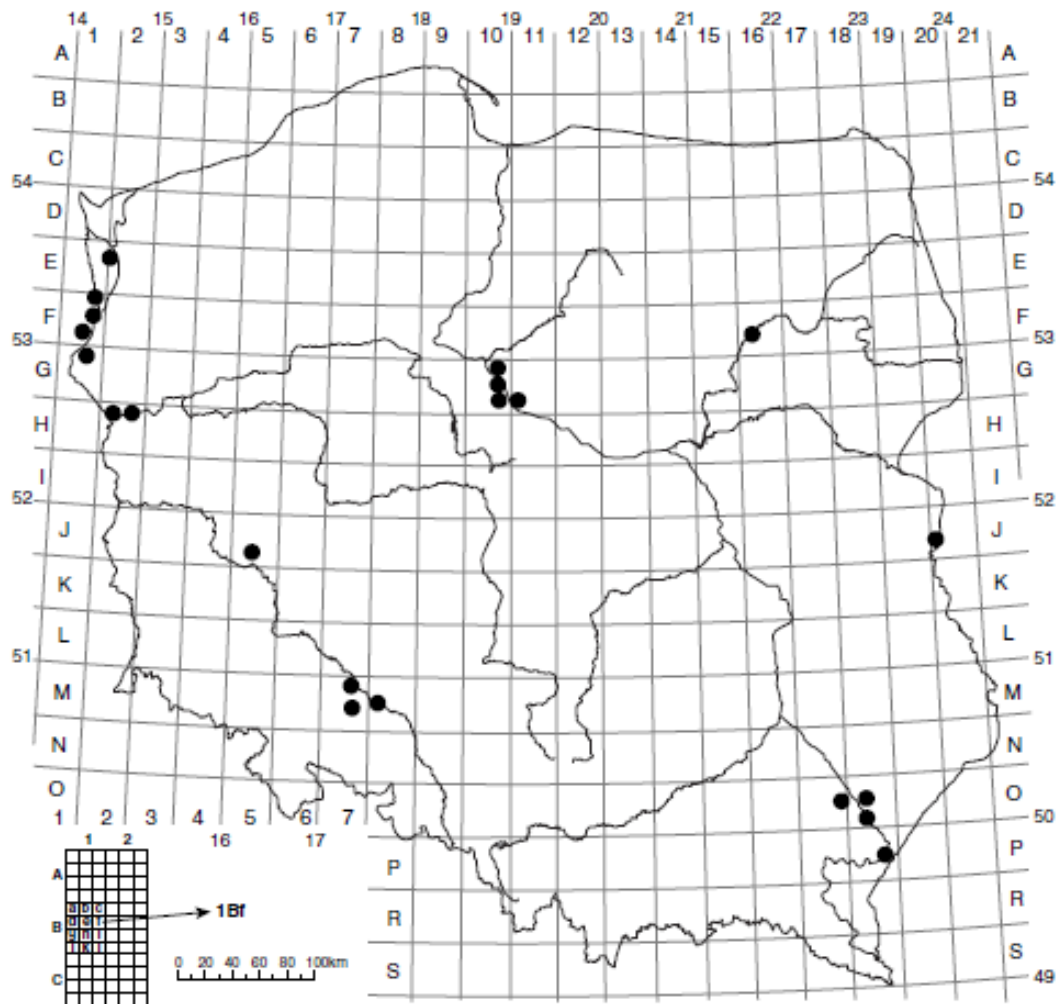 14 15 16 17 18 19 20 21 22 23 24
1 2 3 4 5 6 7 8 9 10 11 12 13 14 15 16 17 18 19 20 21
A A
B B
C C
54 54
D D
E E
F F
53 53
G G
H H
I I
52 52
J J
K K
L L
51 51
M M
N N
O O
1 2 3 4 5 6 7
50
16 17
P P
R R
S S
49
1 2
A
B
C
a b c
d e f
g h i
j k l
1Bf
0 20 40 60 80 100km